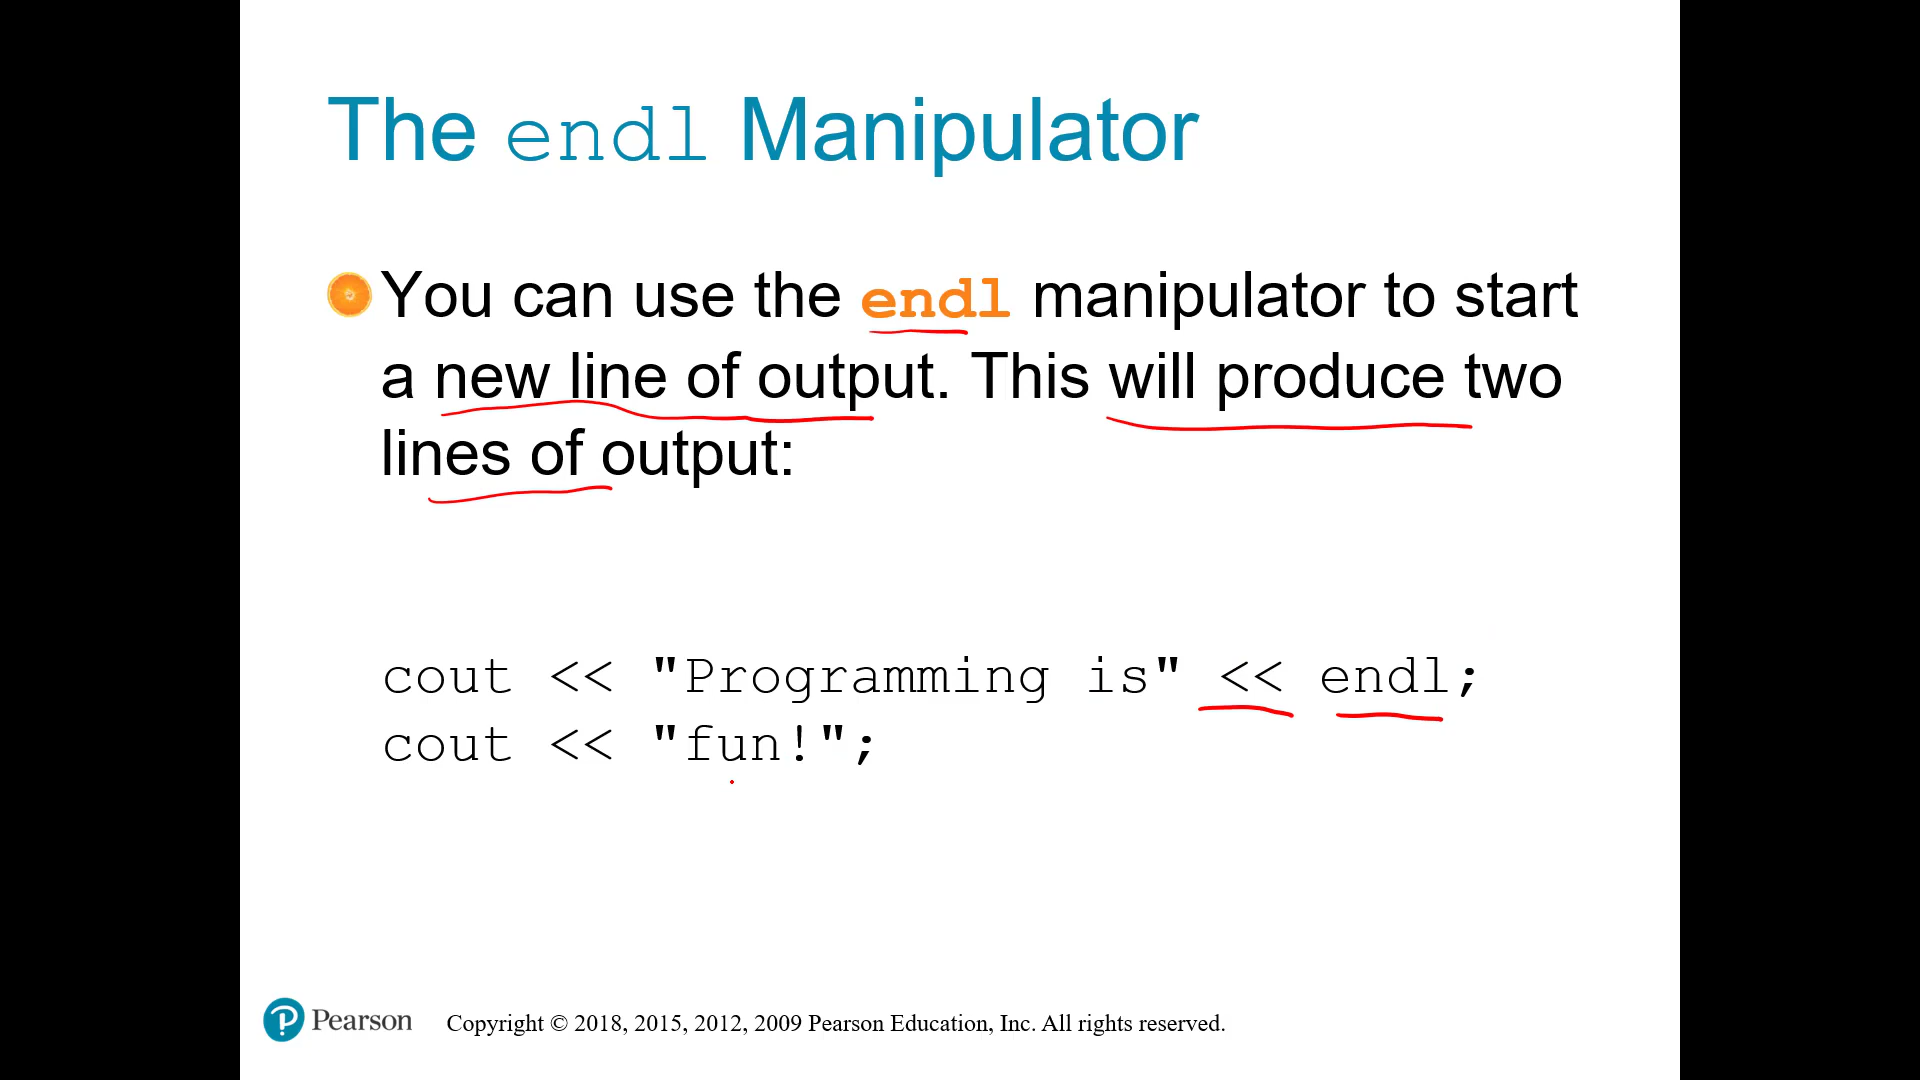 The endl Manipulator
You can use the endl manipulator to start
a new line of output. This will produce two
lines of output:
cout << "Programming is" << endl;
cout << "fun!";
Pearson
Copyright © 2018, 2015, 2012, 2009 Pearson Education, Inc. All rights reserved.